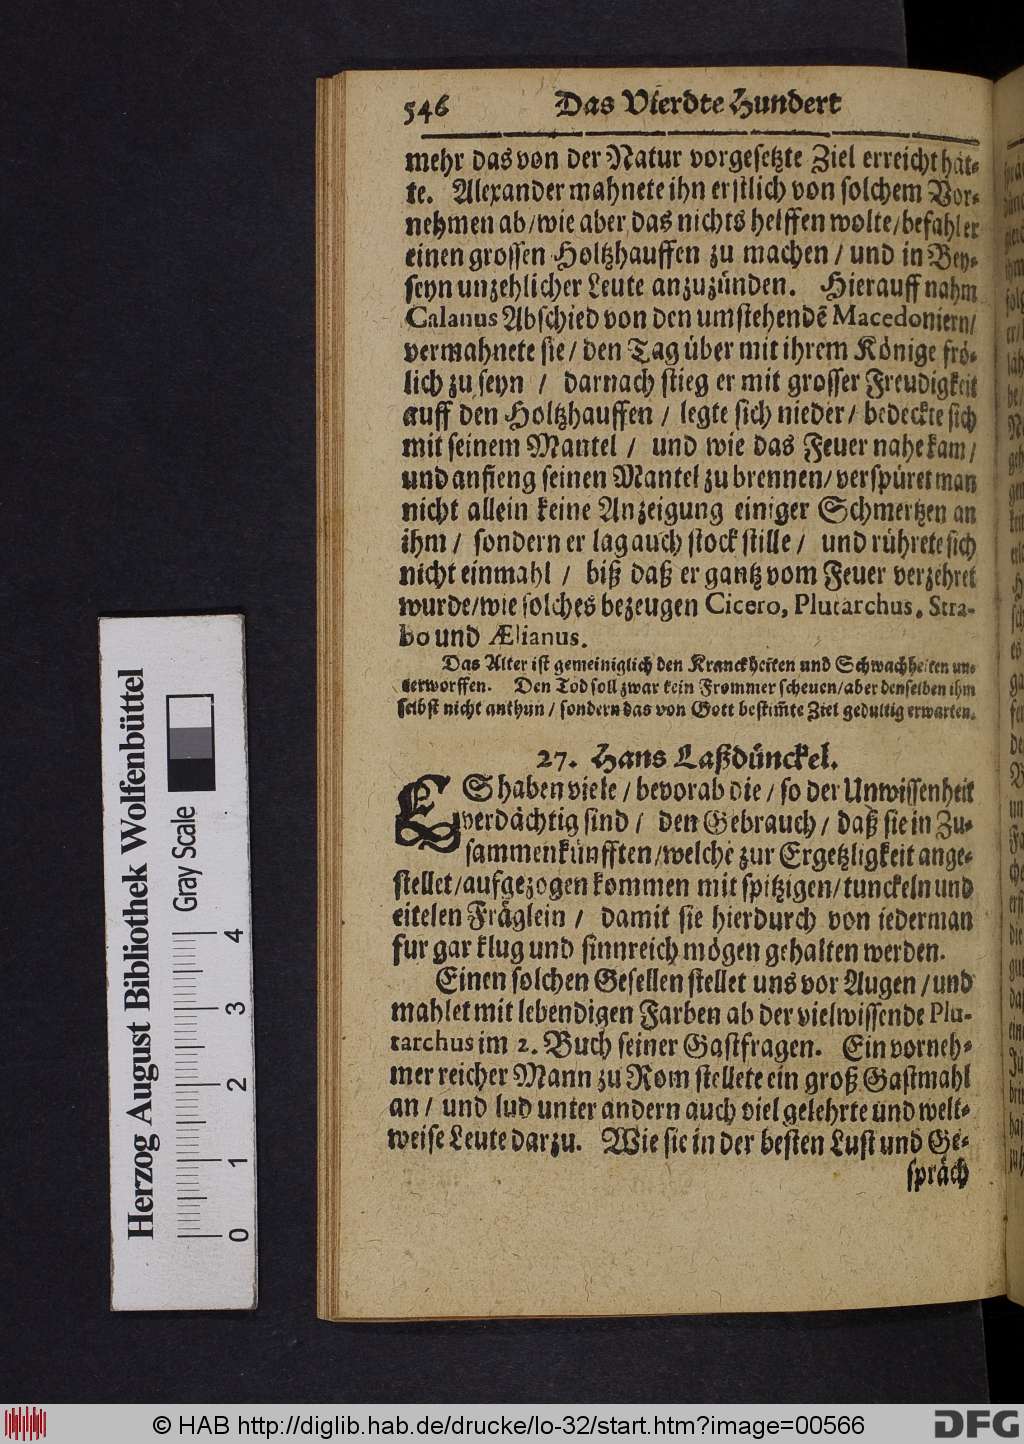 546 Das Vierdte Hundert
mehr das von der Natur vorgesetzte Ziel erreicht hät-
te. Alexander mahnete ihn erstlich von solchem Vor-
nehmen ab/wie aber das nichts helffen wolte/befahl er
einen grossen Holtzhauffen zu machen / und in Bey-
seyn unzehlicher Leute anzuzünden. Hierauff nahm
Calanus Abschied von den umstehendē Macedoniern/
vermahnete sie / den Tag über mit ihrem Könige frö-
lich zu seyn / darnach stieg er mit grosser Freudigkeit
auff den Holtzhauffen / legte sich nieder / bedeckte sich
mit seinem Mantel / und wie das Feuer nahe kam /
und anfieng seinen Mantel zu brennen/ verspüret man
nicht allein keine Anzeigung einiger Schmertzen an
ihm / sondern er lag auch stock stille / und rührete sich
nicht einmahl / biß daß er gantz vom Feuer verzehret
wurde/wie solches bezeugen Cicero, Plutarchus, Stra-
bo und Ælianus.
Das Alter ist gemeiniglich den Kranckheiten und Schwachheiten un-
terworffen. Den Tod soll zwar kein Frommer scheuen/aber denselben ihm
selbst nicht anthun / sondern das von Gott bestim̄te Ziel gedultig erwarten.
27. Hans Laßdünckel.
ES haben viele / bevorab die / so der Unwissenheit
verdächtig sind / den Gebrauch / daß sie in Zu-
sammenkünfften/welche zur Ergetzligkeit ange-
stellet/aufgezogen kommen mit spitzigen/tunckeln und
eitelen Fräglein / damit sie hierdurch von iederman
fur gar klug und sinnreich mögen gehalten werden.
Einen solchen Gesellen stellet uns vor Augen / und
mahlet mit lebendigen Farben ab der vielwissende Plu-
tarchus im 2. Buch seiner Gastfragen. Ein vorneh-
mer reicher Mann zu Rom stellete ein groß Gastmahl
an / und lud unter andern auch viel gelehrte und welt-
weise Leute darzu. Wie sie in der besten Lust und Ge-
spräch
Herzog August Bibliothek Wolfenbüttel
Gray Scale
0 1 2 3 4
© HAB http://diglib.hab.de/drucke/lo-32/start.htm?image=00566
DFG